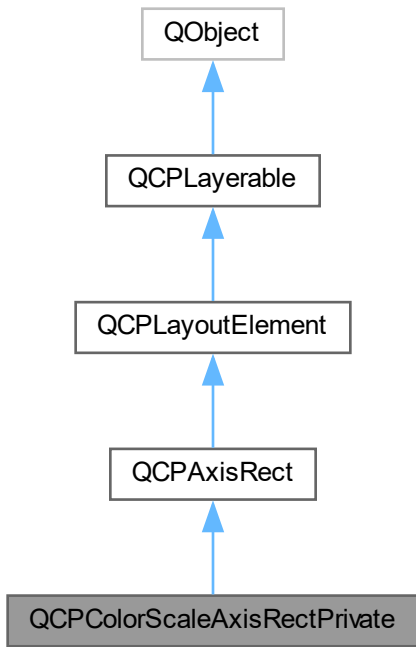 QObject
QCPLayerable
QCPLayoutElement
QCPAxisRect
QCPColorScaleAxisRectPrivate